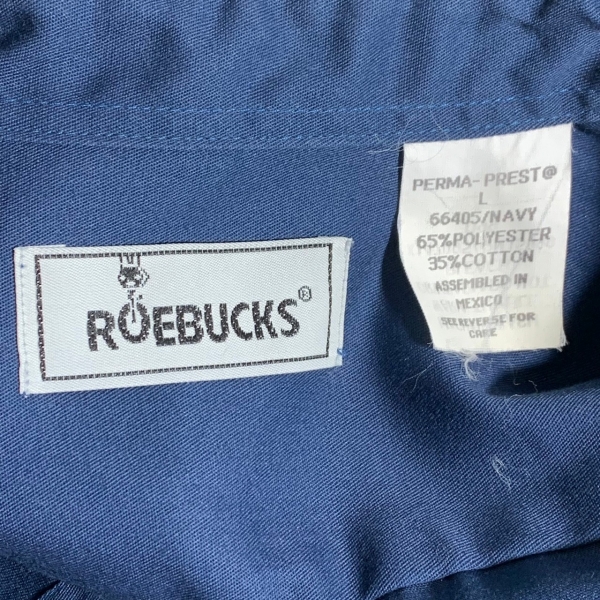 ROEBUCKS®
PERMA-PREST@
L
66405/NAVY
65%POLYESTER
35%COTTON
ASSEMBLED IN
MEXICO
SEE REVERSE FOR
CARE